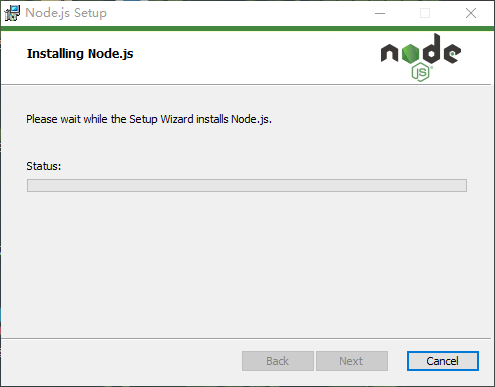 Node.js Setup
Installing Node.js
node
JS
Please wait while the Setup Wizard installs Node.js.
Status:
Back
Next
Cancel